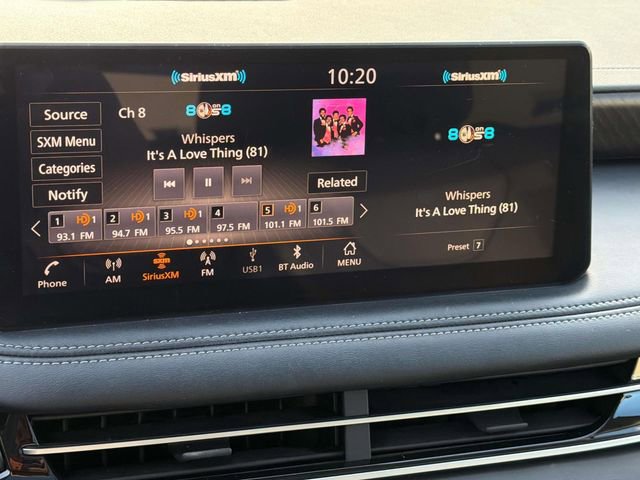 SiriusXM
10:20
SiriusXM
Source
Ch 8
80s on 8
SXM Menu
Whispers
It's A Love Thing (81)
Categories
Notify
Related
1 HD 1
93.1 FM
2 HD 1
94.7 FM
3 HD 1
95.5 FM
4
97.5 FM
5 HD 1
101.1 FM
6
101.5 FM
Phone
AM
SXM
SiriusXM
FM
USB1
BT Audio
MENU
80s on 8
Whispers
It's A Love Thing (81)
Preset 7